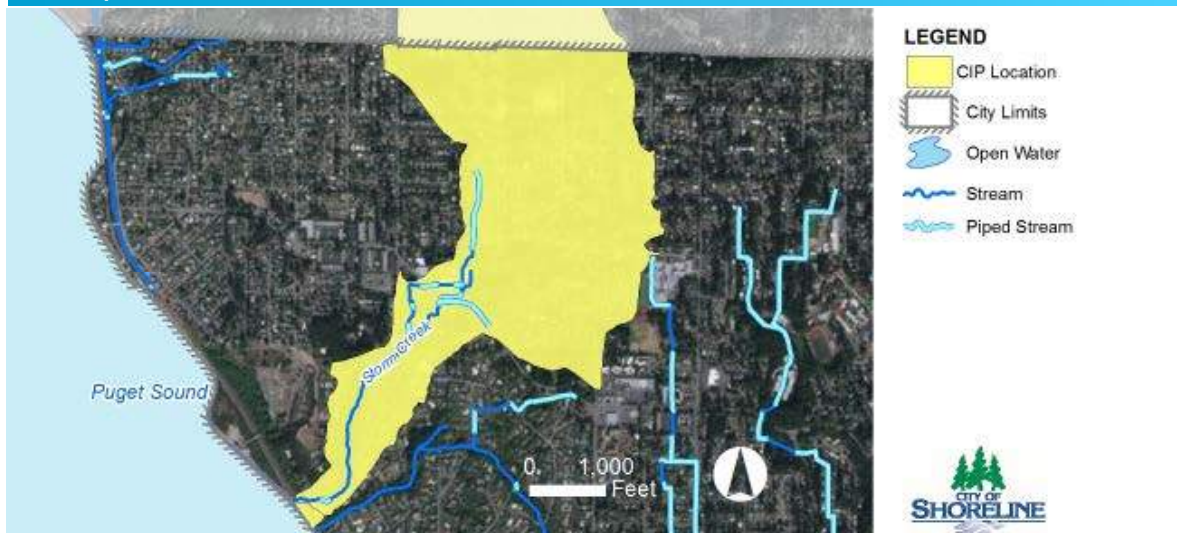 LEGEND
CIP Location
City Limits
Open Water
Stream
Piped Stream
Storm Creek
Puget Sound
0 1,000
Feet
CITY OF
SHORELINE